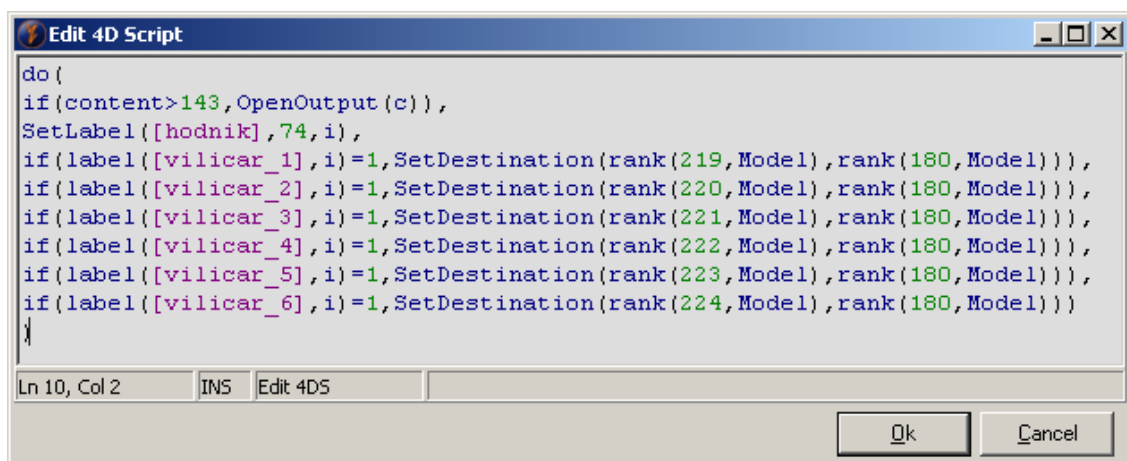 Edit 4D Script
do(
if(content>143,OpenOutput(c)),
SetLabel([hodnik],74,i),
if(label([vilicar_1],i)=1,SetDestination(rank(219,Model),rank(180,Model))),
if(label([vilicar_2],i)=1,SetDestination(rank(220,Model),rank(180,Model))),
if(label([vilicar_3],i)=1,SetDestination(rank(221,Model),rank(180,Model))),
if(label([vilicar_4],i)=1,SetDestination(rank(222,Model),rank(180,Model))),
if(label([vilicar_5],i)=1,SetDestination(rank(223,Model),rank(180,Model))),
if(label([vilicar_6],i)=1,SetDestination(rank(224,Model),rank(180,Model)))
)
Ln 10, Col 2 INS Edit 4DS
Ok Cancel